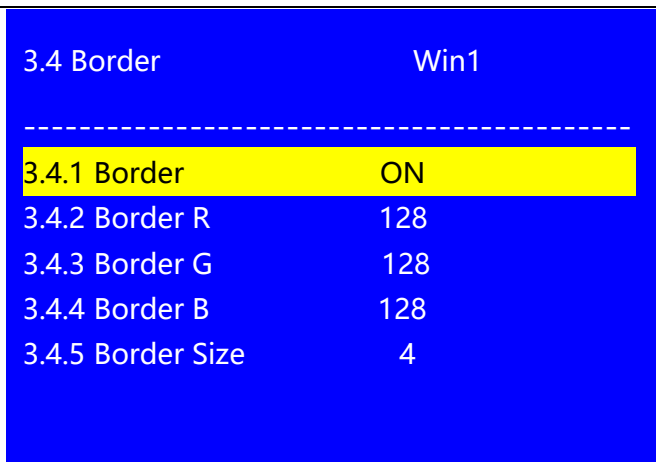 3.4 Border Win1
--------------------------------------------
3.4.1 Border ON
3.4.2 Border R 128
3.4.3 Border G 128
3.4.4 Border B 128
3.4.5 Border Size 4